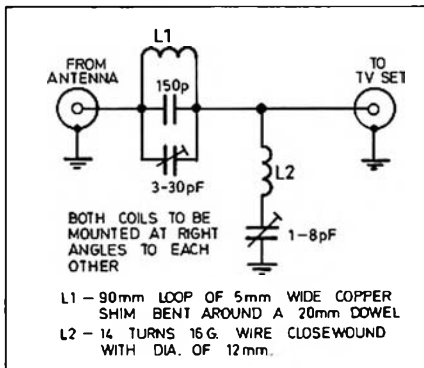 L1
FROM
ANTENNA
TO
TV SET
150p
3-30pF
L2
1-8pF
BOTH COILS TO BE
MOUNTED AT RIGHT
ANGLES TO EACH
OTHER
L1 - 90mm LOOP OF 5mm WIDE COPPER
SHIM BENT AROUND A 20mm DOWEL
L2 - 14 TURNS 16G. WIRE CLOSEWOUND
WITH DIA. OF 12mm.